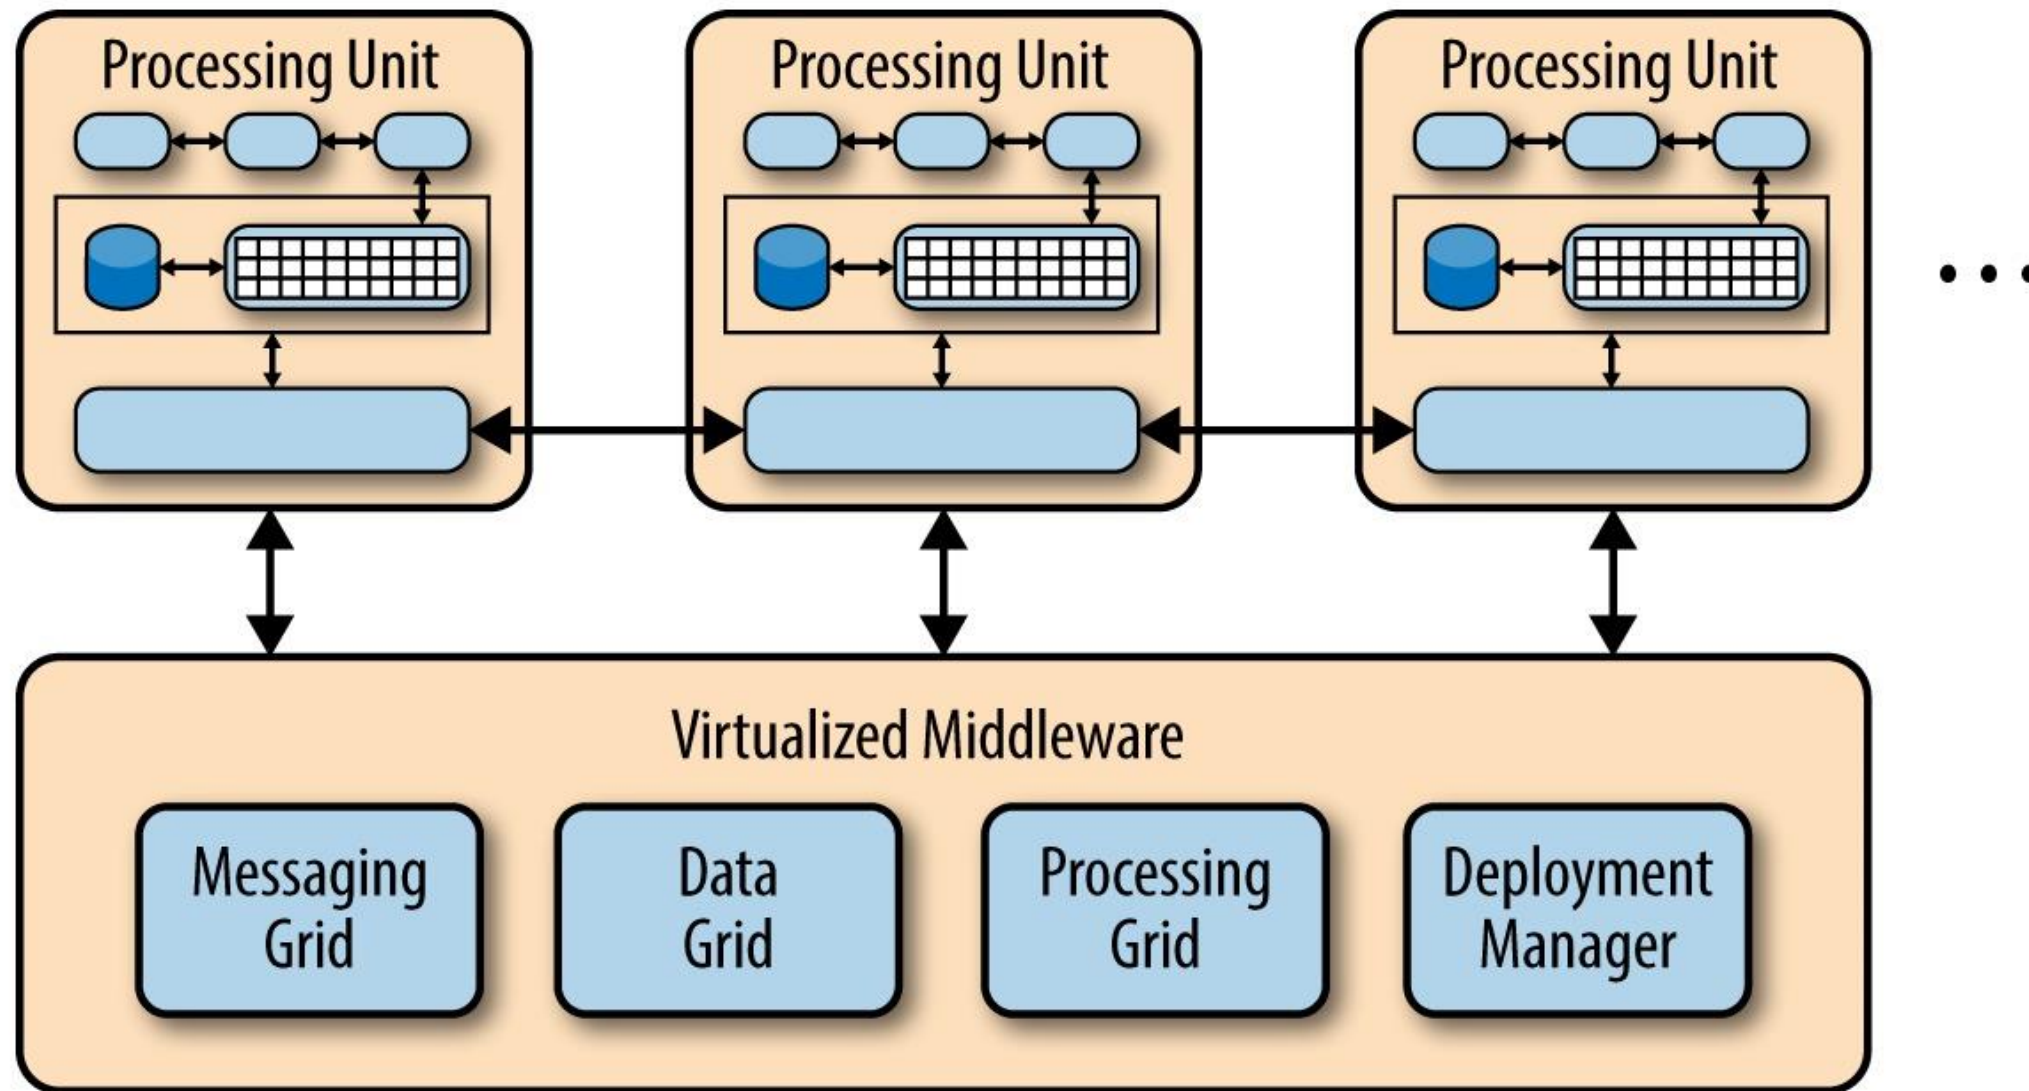 Processing Unit
Processing Unit
Processing Unit
Virtualized Middleware
Messaging
Grid
Data
Grid
Processing
Grid
Deployment
Manager